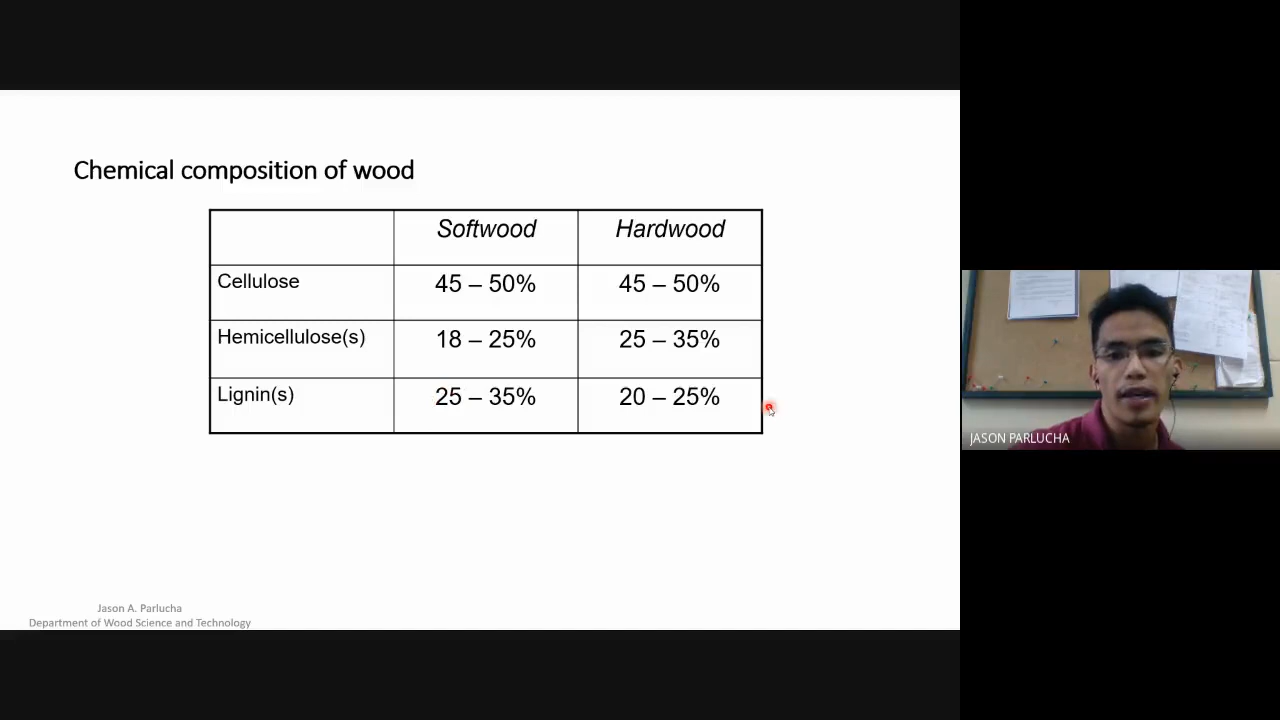 Chemical composition of wood
Softwood Hardwood
Cellulose 45 – 50% 45 – 50%
Hemicellulose(s) 18 – 25% 25 – 35%
Lignin(s) 25 – 35% 20 – 25%
JASON PARLUCHA
Jason A. Parlucha
Department of Wood Science and Technology